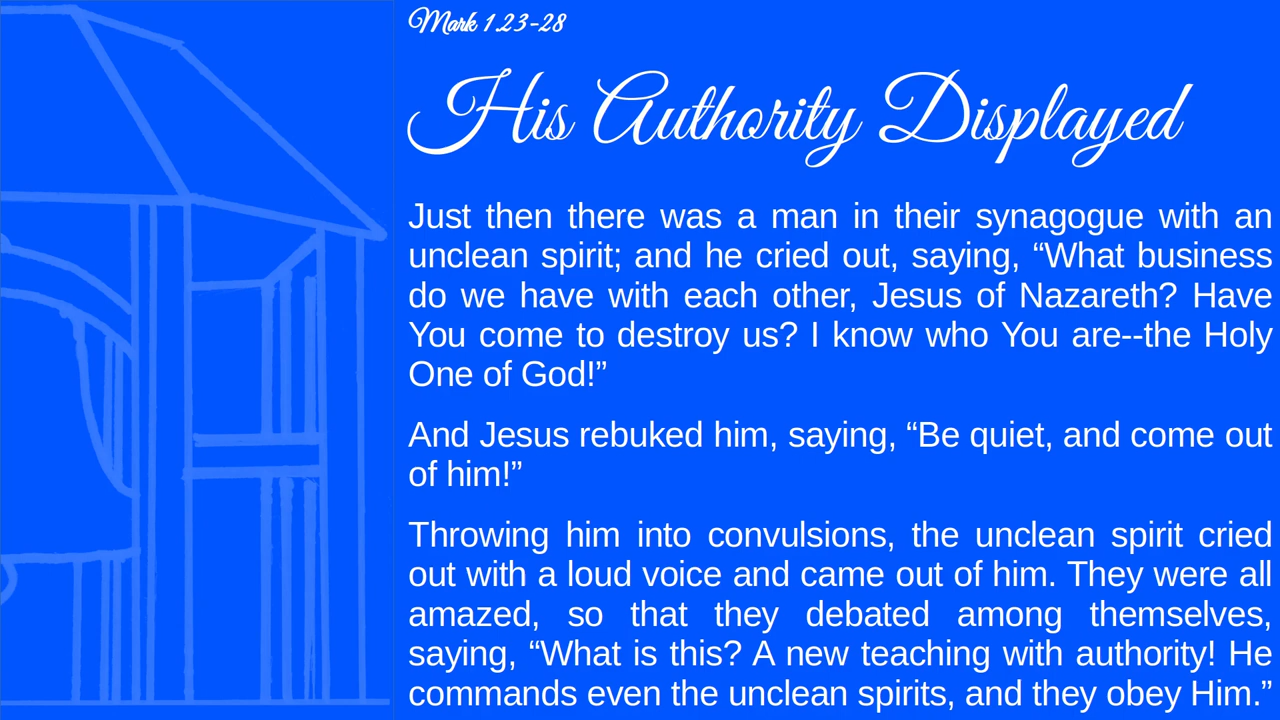 Mark 1.23-28
His Authority Displayed
Just then there was a man in their synagogue with an
unclean spirit; and he cried out, saying, “What business
do we have with each other, Jesus of Nazareth? Have
You come to destroy us? I know who You are--the Holy
One of God!”
And Jesus rebuked him, saying, “Be quiet, and come out
of him!”
Throwing him into convulsions, the unclean spirit cried
out with a loud voice and came out of him. They were all
amazed, so that they debated among themselves,
saying, “What is this? A new teaching with authority! He
commands even the unclean spirits, and they obey Him.”